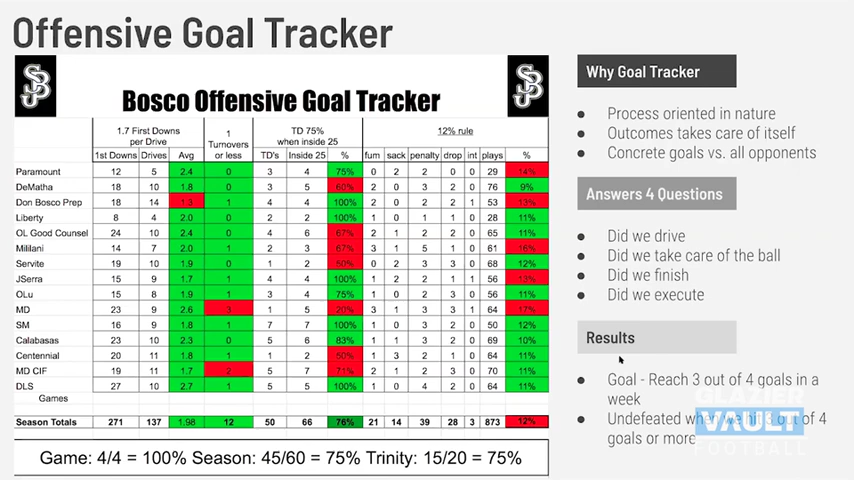 Offensive Goal Tracker
SJB
Bosco Offensive Goal Tracker
SJB
1.7 First Downs per Drive 1 Turnovers or less TD 75% when inside 25 12% rule
1st Downs Drives Avg TD's Inside 25 % fum sack penalty drop int plays %
Paramount 12 5 2.4 0 3 4 75% 0 2 2 0 0 29 14%
DeMatha 18 10 1.8 0 3 5 60% 2 0 3 2 0 76 9%
Don Bosco Prep 18 14 1.3 1 4 4 100% 2 0 2 2 1 53 13%
Liberty 8 4 2.0 0 2 2 100% 1 0 1 1 0 28 11%
OL Good Counsel 24 10 2.4 0 4 6 67% 2 1 2 2 0 65 11%
Mililani 14 7 2.0 1 2 3 67% 3 1 5 1 0 61 16%
Servite 19 10 1.9 0 1 2 50% 2 0 3 3 0 68 12%
JSerra 15 9 1.7 1 4 4 100% 1 2 2 1 1 56 13%
OLu 15 8 1.9 1 3 4 75% 1 0 2 3 0 56 11%
MD 23 9 2.6 3 1 5 20% 3 1 3 3 1 64 17%
SM 16 9 1.8 1 7 7 100% 1 0 3 2 0 50 12%
Calabasas 23 10 2.3 0 5 6 83% 1 1 3 2 0 69 10%
Centennial 20 11 1.8 1 1 2 50% 1 3 2 1 0 64 11%
MD CIF 19 11 1.7 2 5 7 71% 1 2 2 3 0 70 11%
DLS 27 10 2.7 1 5 5 100% 1 0 4 2 0 64 11%
Games
Season Totals 271 137 1.98 12 50 66 76% 21 14 39 28 3 873 12%
Game: 4/4 = 100% Season: 45/60 = 75% Trinity: 15/20 = 75%
Why Goal Tracker
● Process oriented in nature
● Outcomes takes care of itself
● Concrete goals vs. all opponents
Answers 4 Questions
● Did we drive
● Did we take care of the ball
● Did we finish
● Did we execute
Results
● Goal - Reach 3 out of 4 goals in a
week
● Undefeated when we hit 3 out of 4
goals or more
GLAZIER
VAULT
FOOTBALL